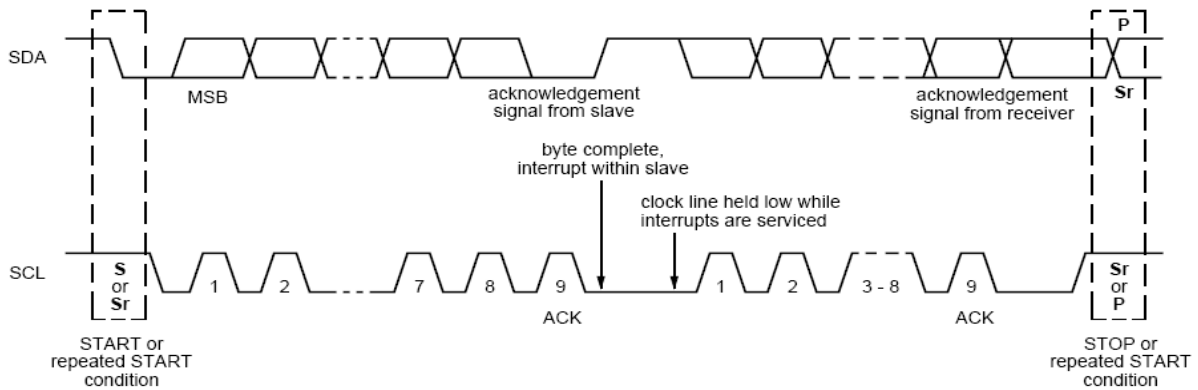 P
SDA
MSB
acknowledgement
signal from slave
acknowledgement
signal from receiver
Sr
byte complete,
interrupt within slave
clock line held low while
interrupts are serviced
SCL
S
or
Sr
1
2
7
8
9
1
2
3 - 8
9
Sr
or
P
ACK
ACK
START or
repeated START
condition
STOP or
repeated START
condition